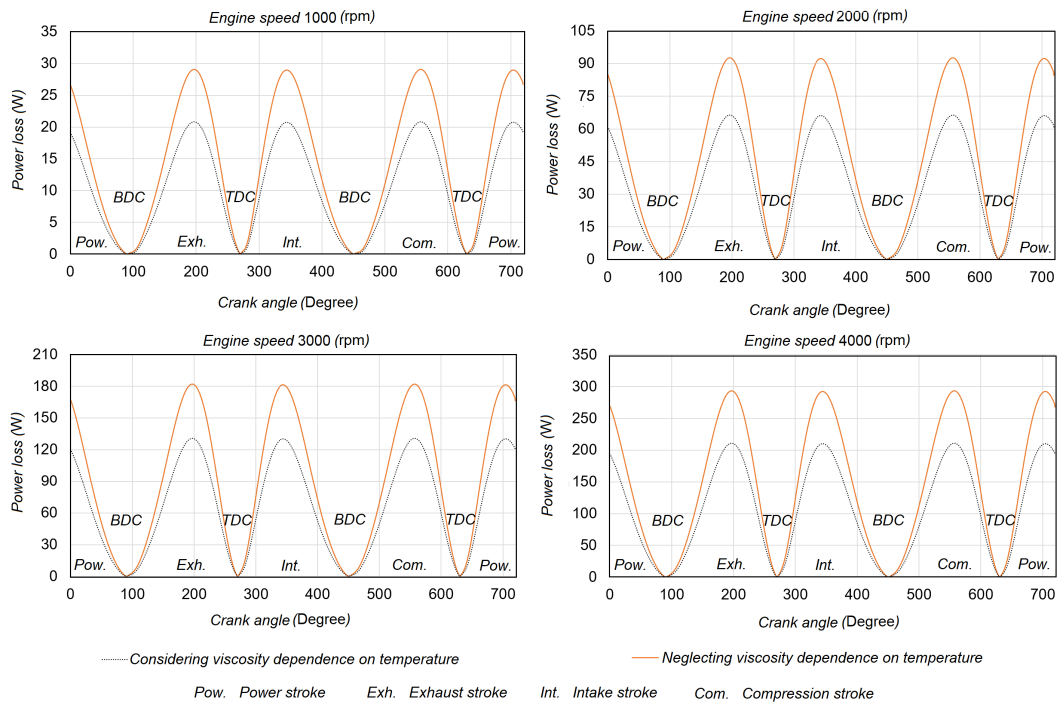 Engine speed 1000 (rpm)
35
30
25
20
15
10
5
0
Power loss (W)
BDC
TDC
BDC
TDC
Pow.
Exh.
Int.
Com.
Pow.
0 100 200 300 400 500 600 700
Crank angle (Degree)
Engine speed 2000 (rpm)
105
90
75
60
45
30
15
0
Power loss (W)
BDC
TDC
BDC
TDC
Pow.
Exh.
Int.
Com.
Pow.
0 100 200 300 400 500 600 700
Crank angle (Degree)
Engine speed 3000 (rpm)
210
180
150
120
90
60
30
0
Power loss (W)
BDC
TDC
BDC
TDC
Pow.
Exh.
Int.
Com.
Pow.
0 100 200 300 400 500 600 700
Crank angle (Degree)
Engine speed 4000 (rpm)
350
300
250
200
150
100
50
0
Power loss (W)
BDC
TDC
BDC
TDC
Pow.
Exh.
Int.
Com.
Pow.
0 100 200 300 400 500 600 700
Crank angle (Degree)
Considering viscosity dependence on temperature
Neglecting viscosity dependence on temperature
Pow. Power stroke Exh. Exhaust stroke Int. Intake stroke Com. Compression stroke